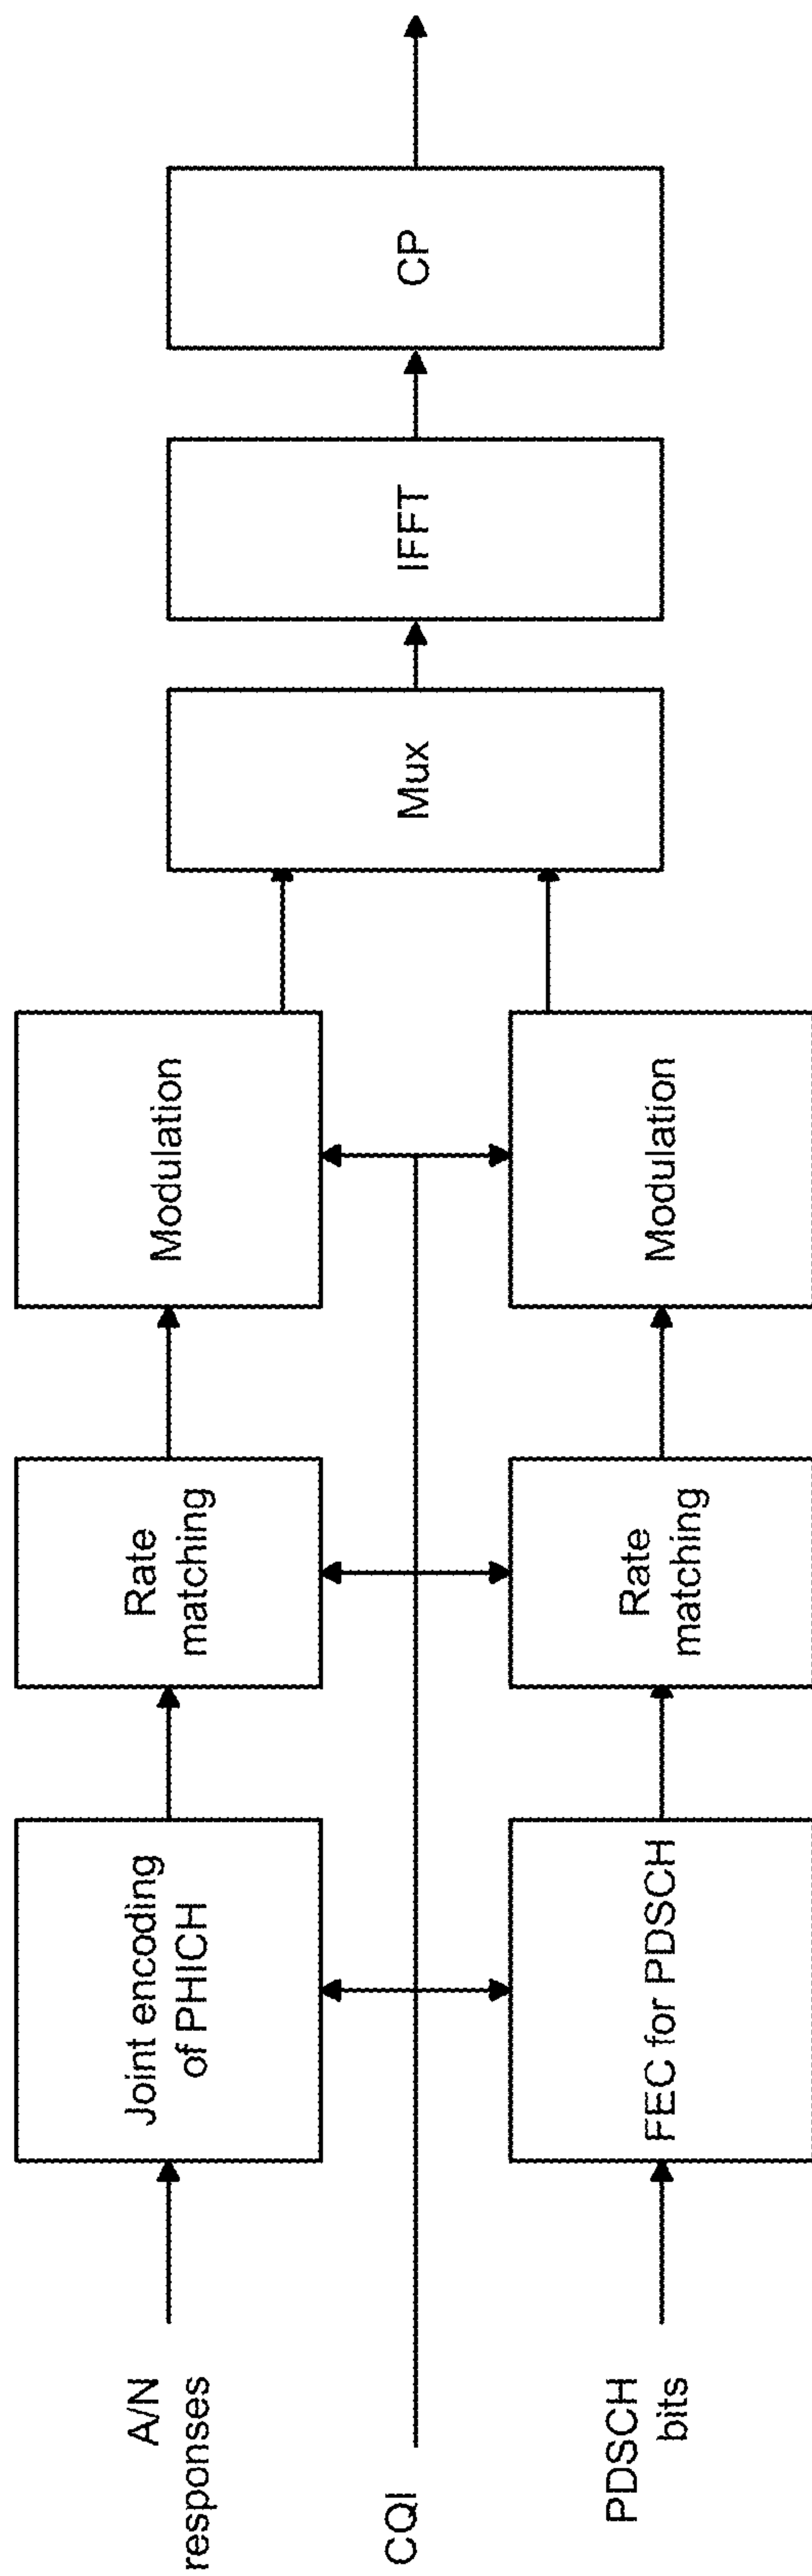 A/N
responses
Joint encoding
of PHICH
Rate
matching
Modulation
CQI
PDSCH
bits
FEC for PDSCH
Rate
matching
Modulation
Mux
IFFT
CP